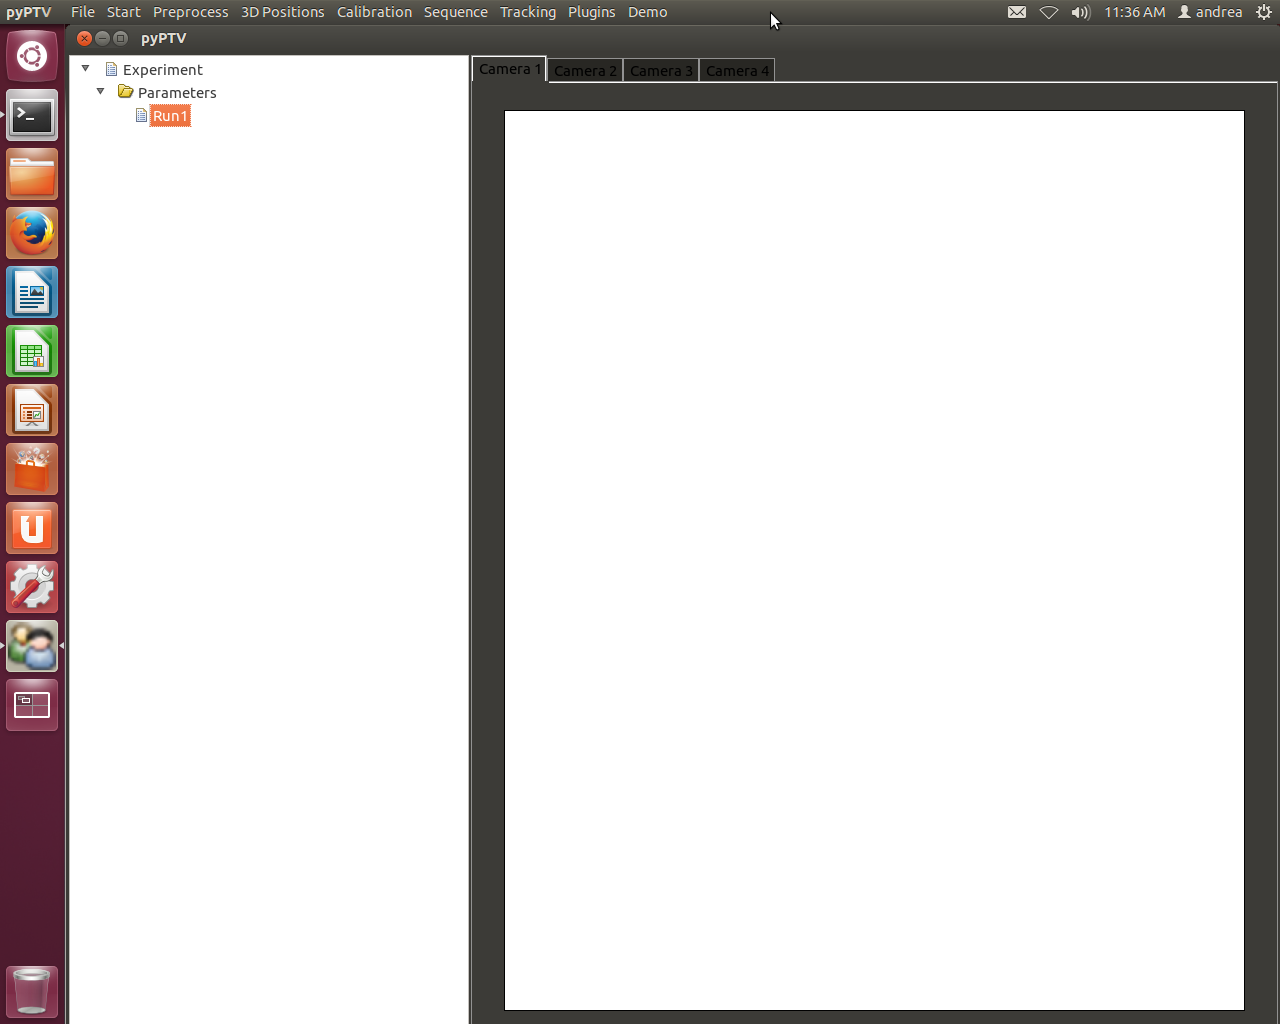 pyPTV File Start Preprocess 3D Positions Calibration Sequence Tracking Plugins Demo 11:36 AM andrea
pyPTV
Experiment
Parameters
Run1
Camera 1 Camera 2 Camera 3 Camera 4